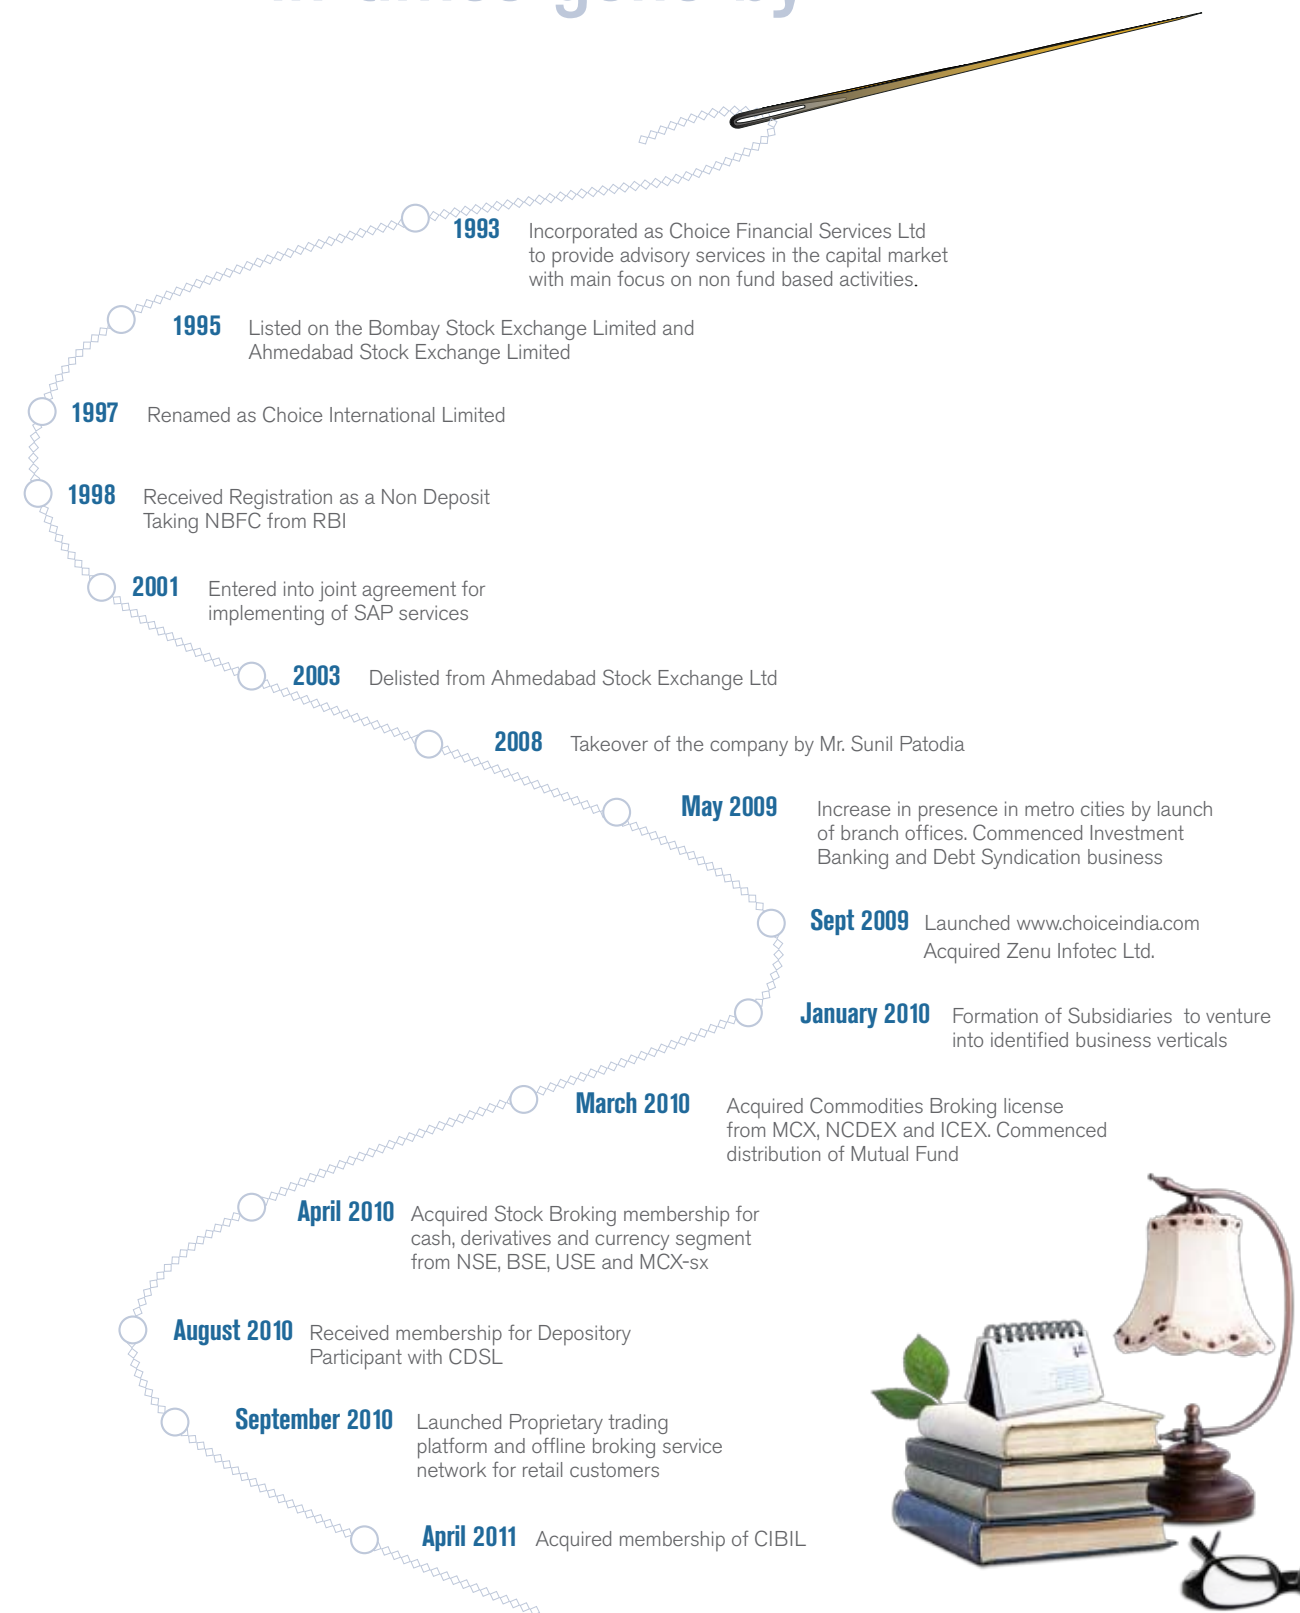 gone by
1993 Incorporated as Choice Financial Services Ltd
to provide advisory services in the capital market
with main focus on non fund based activities.
1995 Listed on the Bombay Stock Exchange Limited and
Ahmedabad Stock Exchange Limited
1997 Renamed as Choice International Limited
1998 Received Registration as a Non Deposit
Taking NBFC from RBI
2001 Entered into joint agreement for
implementing of SAP services
2003 Delisted from Ahmedabad Stock Exchange Ltd
2008 Takeover of the company by Mr. Sunil Patodia
May 2009 Increase in presence in metro cities by launch
of branch offices. Commenced Investment
Banking and Debt Syndication business
Sept 2009 Launched www.choiceindia.com
Acquired Zenu Infotec Ltd.
January 2010 Formation of Subsidiaries to venture
into identified business verticals
March 2010 Acquired Commodities Broking license
from MCX, NCDEX and ICEX. Commenced
distribution of Mutual Fund
April 2010 Acquired Stock Broking membership for
cash, derivatives and currency segment
from NSE, BSE, USE and MCX-sx
August 2010 Received membership for Depository
Participant with CDSL
September 2010 Launched Proprietary trading
platform and offline broking service
network for retail customers
April 2011 Acquired membership of CIBIL